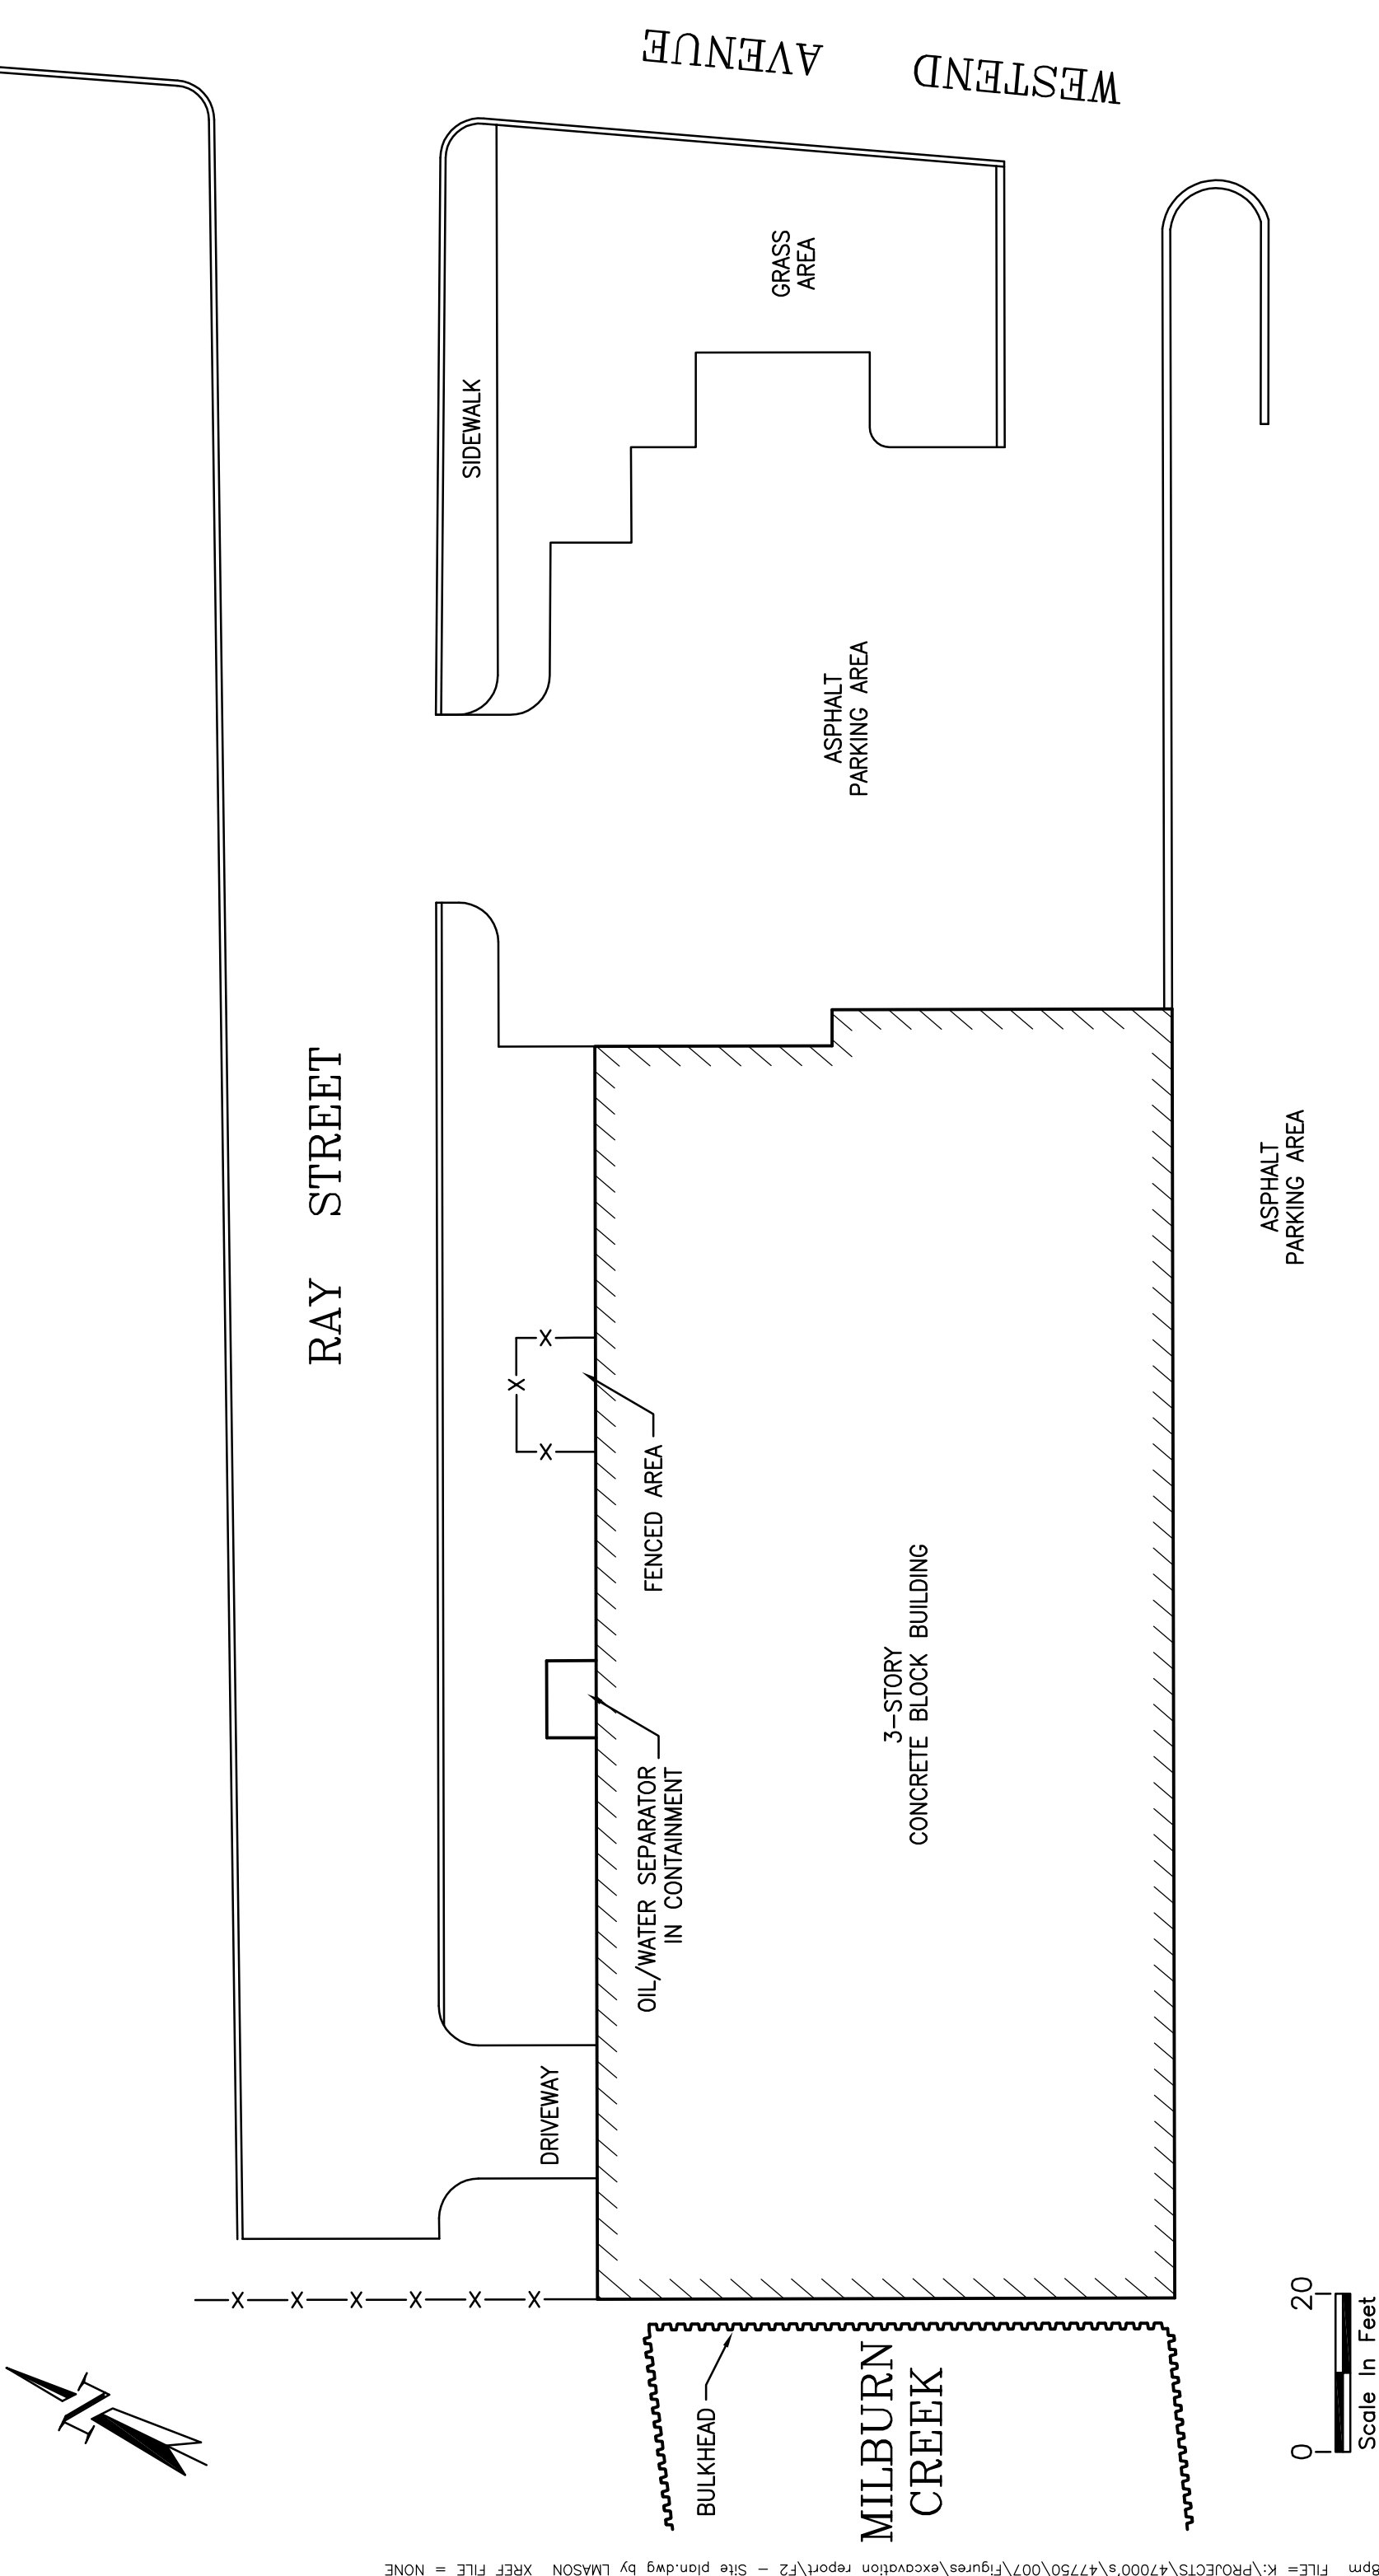 WESTEND AVENUE
GRASS
AREA
SIDEWALK
ASPHALT
PARKING AREA
RAY STREET
ASPHALT
PARKING AREA
FENCED AREA
3-STORY
CONCRETE BLOCK BUILDING
OIL/WATER SEPARATOR
IN CONTAINMENT
DRIVEWAY
X X X
X X X X X X
N
BULKHEAD
MILBURN
CREEK
0 20
Scale In Feet
FILE= K:\PROJECTS\47000's\47750\007\Figures\excavation report\F2 - Site plan.dwg by LMASON XREF FILE = NONE